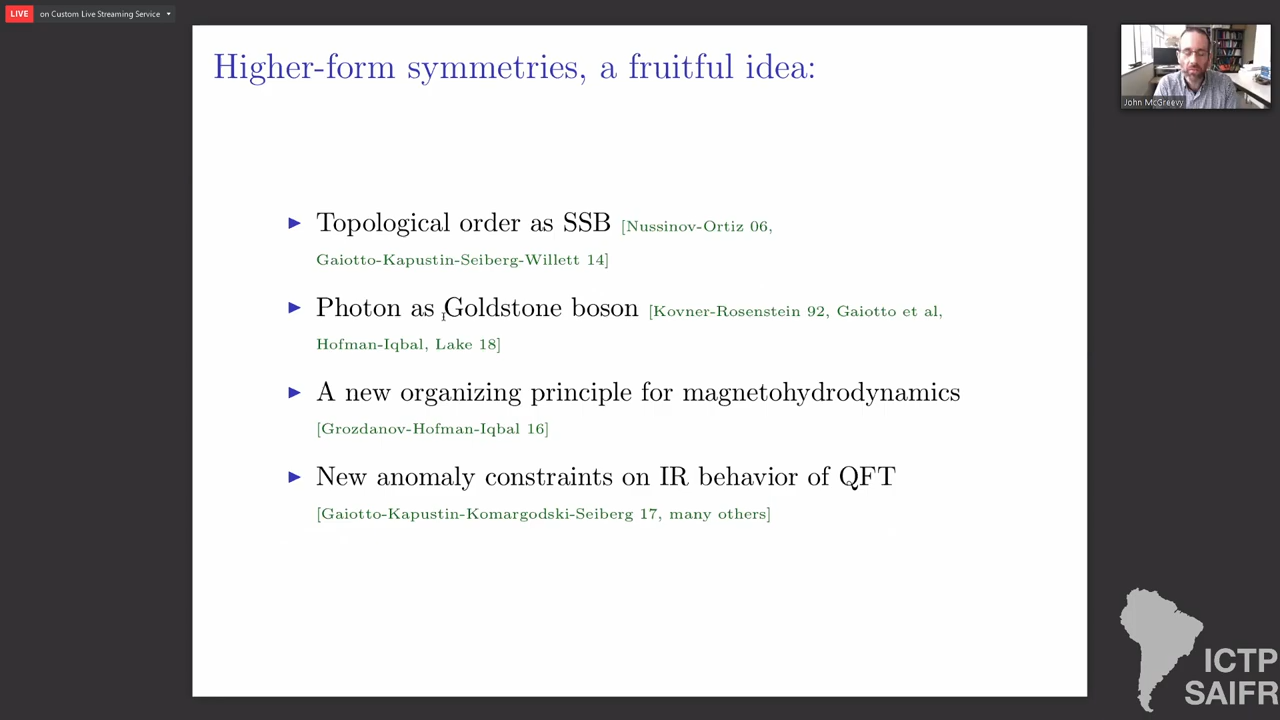 LIVE on Custom Live Streaming Service
Higher-form symmetries, a fruitful idea:
Topological order as SSB [Nussinov-Ortiz 06,
Gaiotto-Kapustin-Seiberg-Willett 14]
Photon as Goldstone boson [Kovner-Rosenstein 92, Gaiotto et al,
Hofman-Iqbal, Lake 18]
A new organizing principle for magnetohydrodynamics
[Grozdanov-Hofman-Iqbal 16]
New anomaly constraints on IR behavior of QFT
[Gaiotto-Kapustin-Komargodski-Seiberg 17, many others]
John McGreevy
ICTP
SAIFR